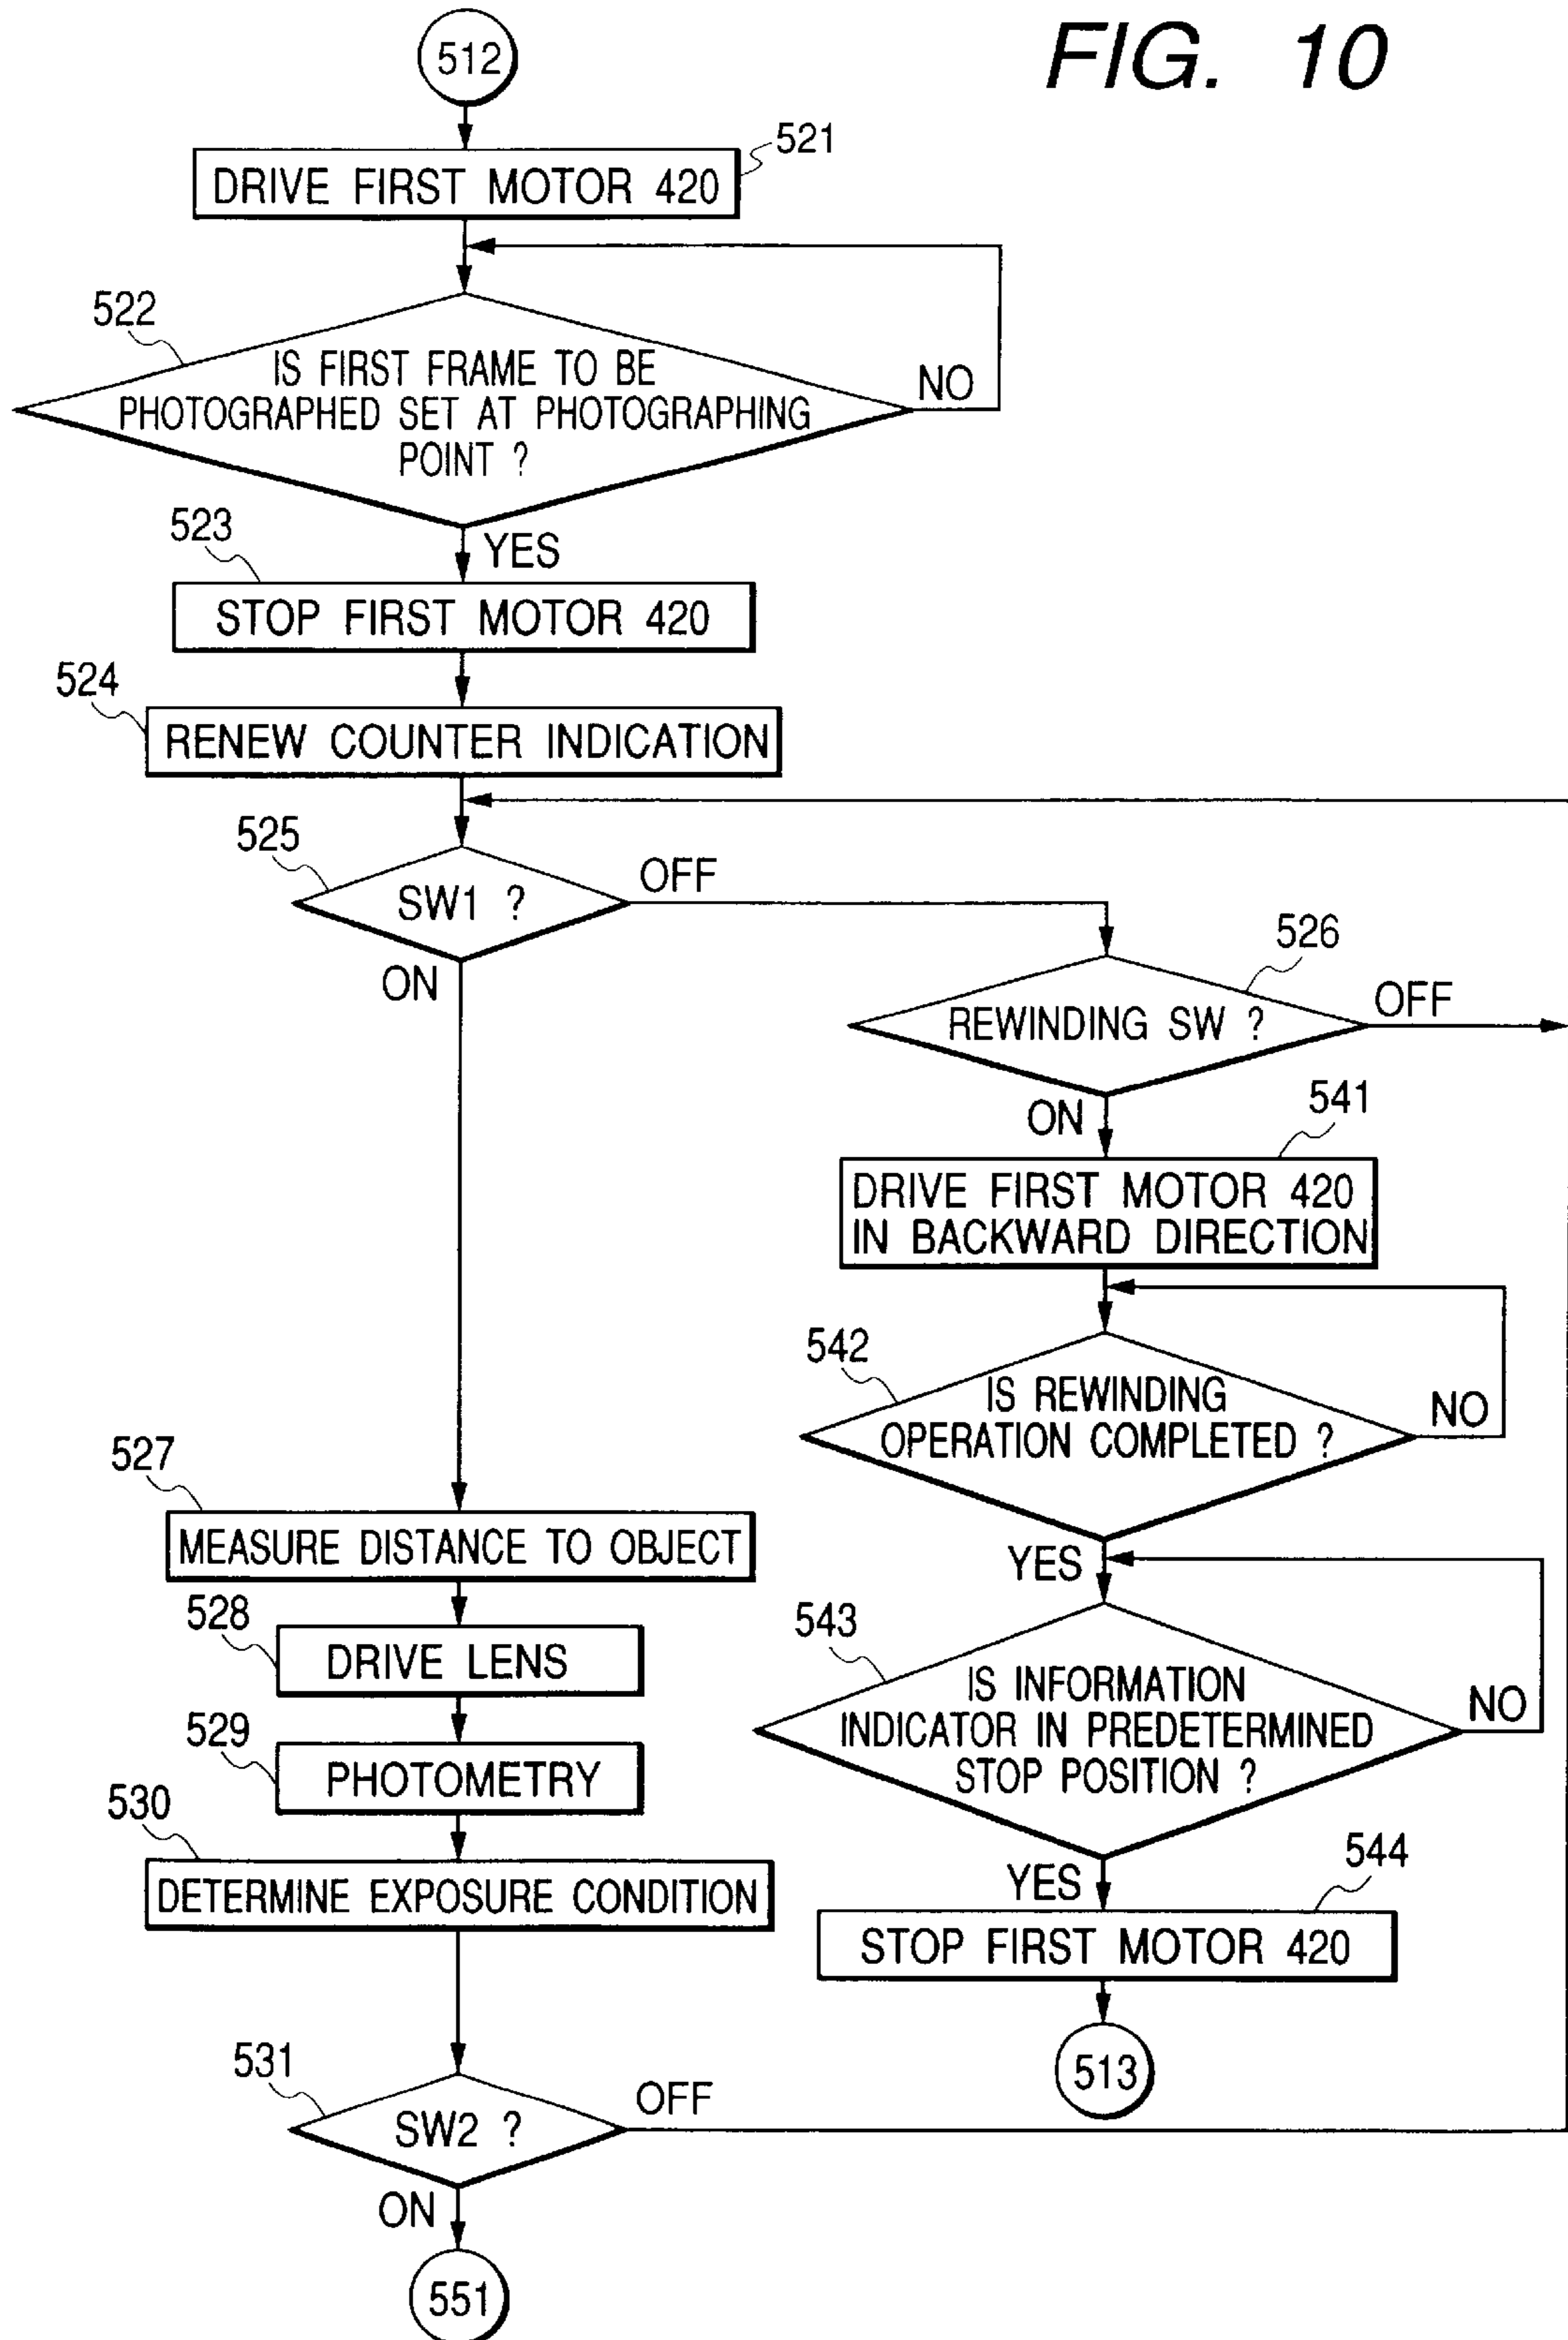 FIG. 10
512
521
DRIVE FIRST MOTOR 420
522
IS FIRST FRAME TO BE
PHOTOGRAPHED SET AT PHOTOGRAPHING
POINT ?
NO
YES
523
STOP FIRST MOTOR 420
524
RENEW COUNTER INDICATION
525
SW1 ?
OFF
ON
526
REWINDING SW ?
OFF
ON
541
DRIVE FIRST MOTOR 420
IN BACKWARD DIRECTION
542
IS REWINDING
OPERATION COMPLETED ?
NO
YES
527
MEASURE DISTANCE TO OBJECT
528
DRIVE LENS
529
PHOTOMETRY
530
DETERMINE EXPOSURE CONDITION
543
IS INFORMATION
INDICATOR IN PREDETERMINED
STOP POSITION ?
NO
YES
544
STOP FIRST MOTOR 420
513
531
SW2 ?
OFF
ON
551